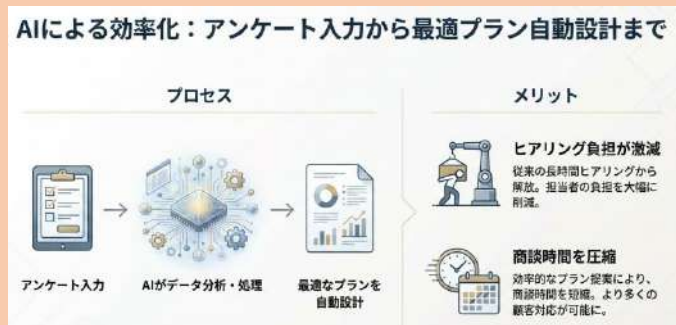 AIによる効率化：アンケート入力から最適プラン自動設計まで
プロセス
アンケート入力
AIがデータ分析・処理
最適なプランを
自動設計
メリット
ヒアリング負担が激減
従来の長時間ヒアリングから
解放。担当者の負担を大幅に
削減。
商談時間を圧縮
効率的なプラン提案により、
商談時間を短縮。より多くの
顧客対応が可能に。